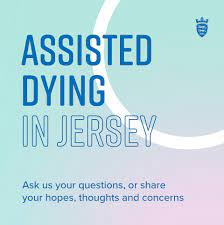 ASSISTED
DYING
IN JERSEY
Ask us your questions, or share
your hopes, thoughts and concerns